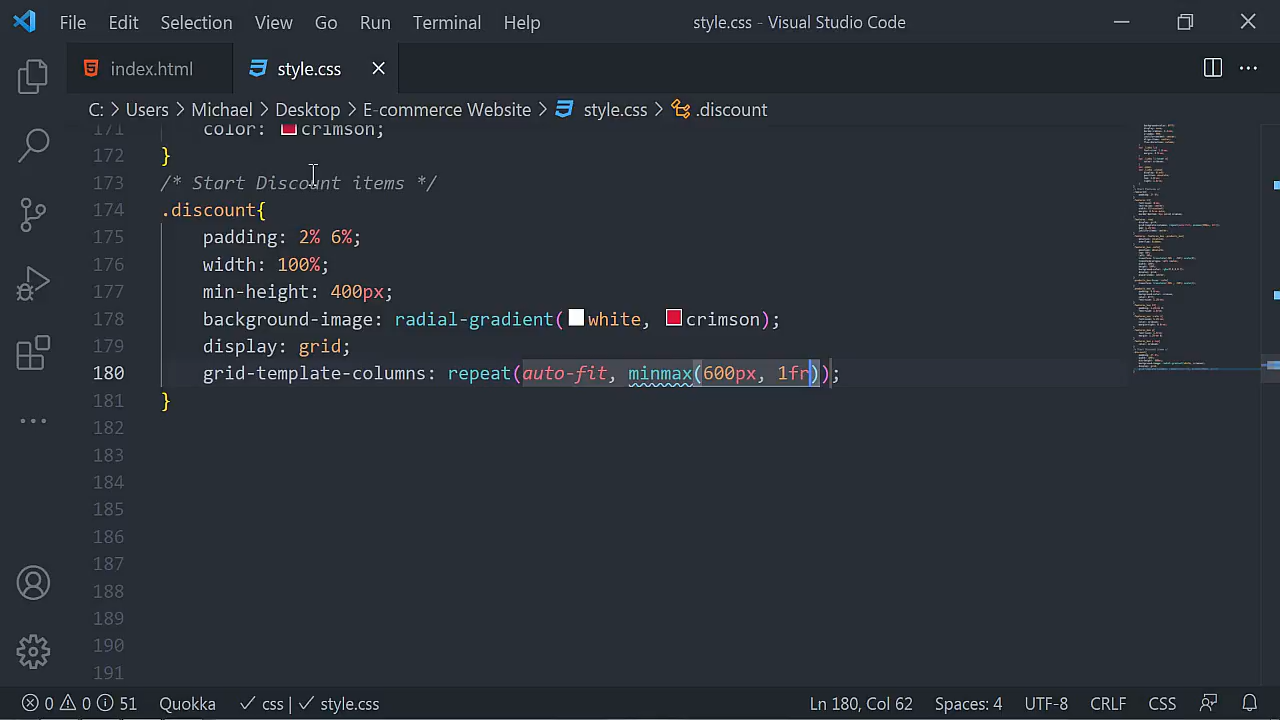 File Edit Selection View Go Run Terminal Help style.css - Visual Studio Code
index.html style.css
C: > Users > Michael > Desktop > E-commerce Website > style.css > .discount
171 color: crimson;
172 }
173 /* Start Discount items */
174 .discount{
175 padding: 2% 6%;
176 width: 100%;
177 min-height: 400px;
178 background-image: radial-gradient(white, crimson);
179 display: grid;
180 grid-template-columns: repeat(auto-fit, minmax(600px, 1fr));
181 }
182
183
184
185
186
187
188
189
190
191
0 0 51 Quokka css | style.css Ln 180, Col 62 Spaces: 4 UTF-8 CRLF CSS